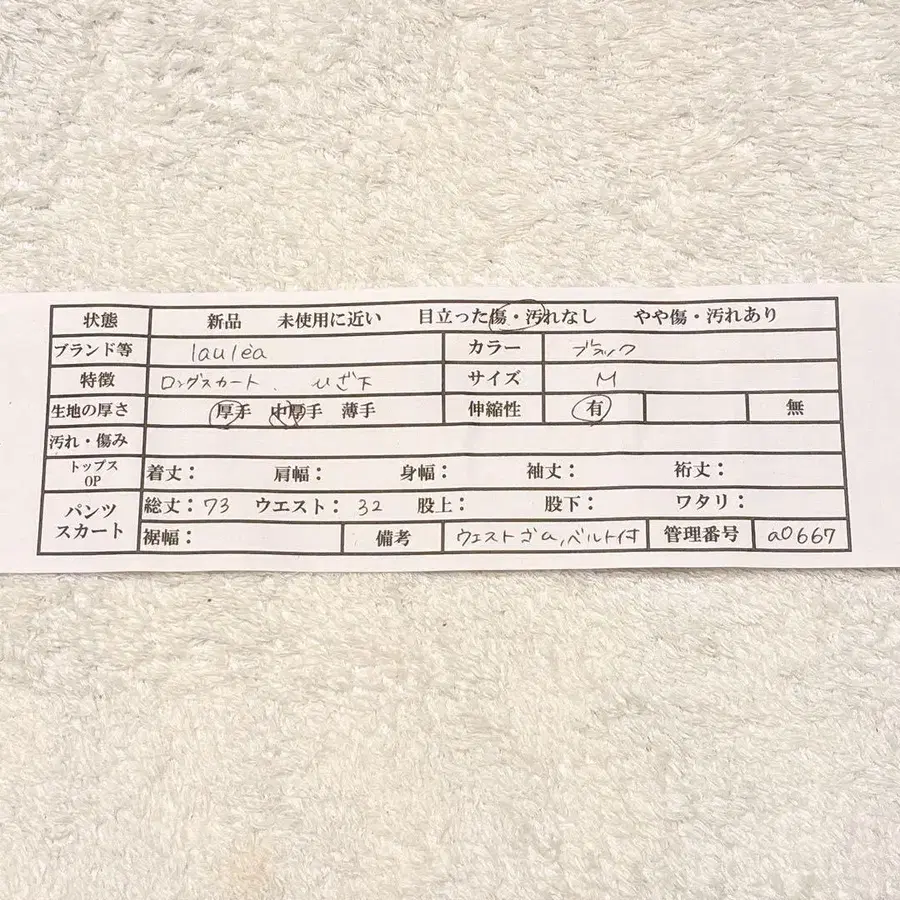 状態 新品 未使用に近い 目立った傷・汚れなし やや傷・汚れあり
ブランド等 lauléa カラー ブラック
特徴 ロングスカート、ひざ下 サイズ M
生地の厚さ 厚手 中厚手 薄手 伸縮性 有 無
汚れ・傷み
トップス
OP
着丈： 肩幅： 身幅： 袖丈： 裄丈：
パンツ
スカート
総丈：73 ウエスト：32 股上： 股下： ワタリ：
裾幅： 備考 ウエストゴム,ベルト付 管理番号 a0667